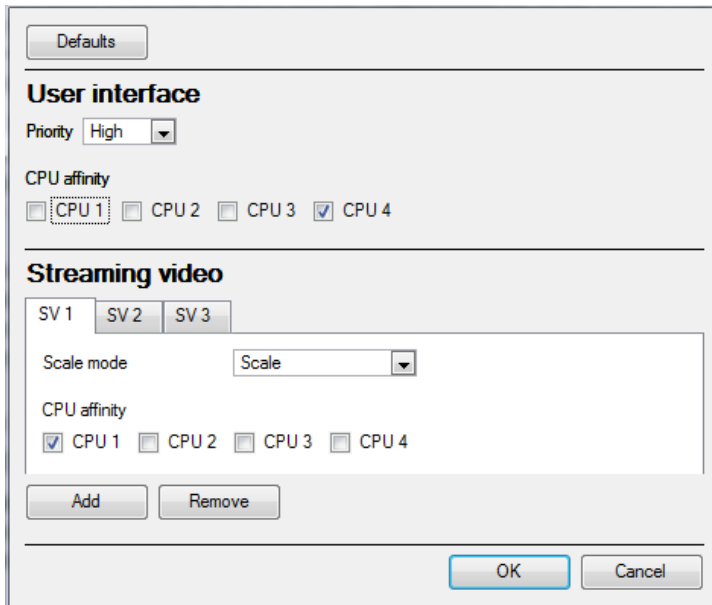 Defaults
User interface
Priority High
CPU affinity
CPU 1 CPU 2 CPU 3 CPU 4
Streaming video
SV 1 SV 2 SV 3
Scale mode Scale
CPU affinity
CPU 1 CPU 2 CPU 3 CPU 4
Add Remove
OK Cancel